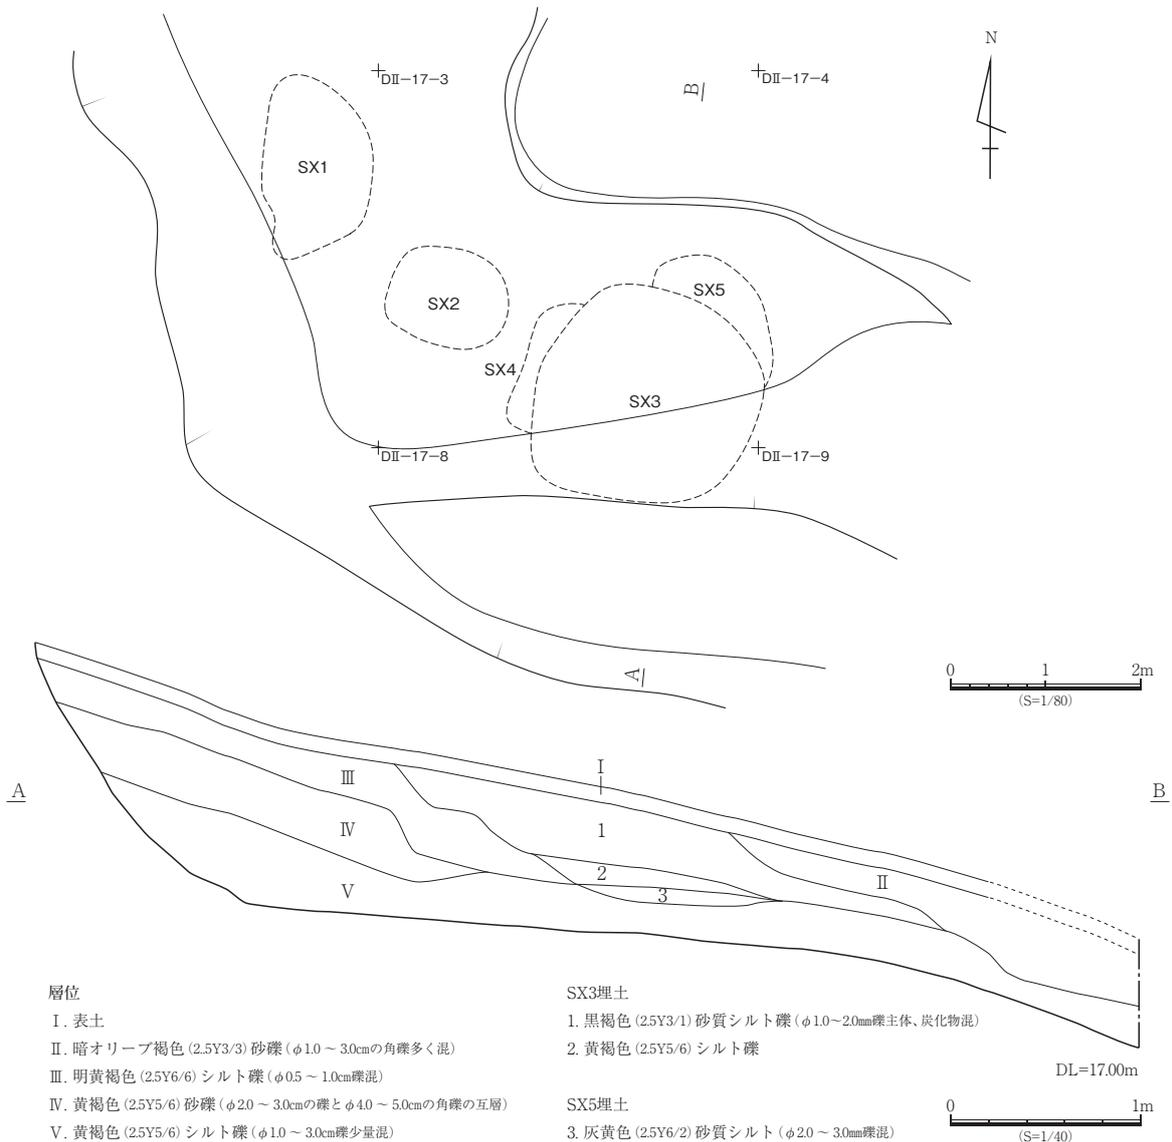 N
DⅡ-17-3
B
DⅡ-17-4
SX1
SX2
SX5
SX4
SX3
DⅡ-17-8
DⅡ-17-9
A
0 1 2m
(S=1/80)
Ⅰ
Ⅲ
A
B
Ⅳ
1
2
Ⅱ
Ⅴ
3
層位
Ⅰ. 表土
Ⅱ. 暗オリーブ褐色(2.5Y3/3)砂礫(φ1.0~3.0㎝の角礫多く混)
Ⅲ. 明黄褐色(2.5Y6/6)シルト礫(φ0.5~1.0㎝礫混)
Ⅳ. 黄褐色(2.5Y5/6)砂礫(φ2.0~3.0㎝の礫とφ4.0~5.0㎝の角礫の互層)
Ⅴ. 黄褐色(2.5Y5/6)シルト礫(φ1.0~3.0㎝礫少量混)
SX3埋土
1. 黒褐色(2.5Y3/1)砂質シルト礫(φ1.0~2.0㎜礫主体、炭化物混)
2. 黄褐色(2.5Y5/6)シルト礫
SX5埋土
3. 灰黄色(2.5Y6/2)砂質シルト(φ2.0~3.0㎜礫混)
DL=17.00m
0 1m
(S=1/40)